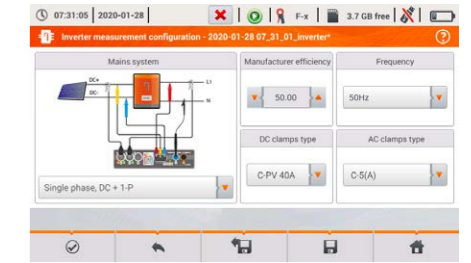 07:31:05 2020-01-28 F-x 3.7 GB free
Inverter measurement configuration - 2020-01-28 07_31_01_inverter*
Mains system
DC+
DC-
L1
N
Single phase, DC + 1-P
Manufacturer efficiency
50.00
Frequency
50Hz
DC clamps type
C-PV 40A
AC clamps type
C-5(A)